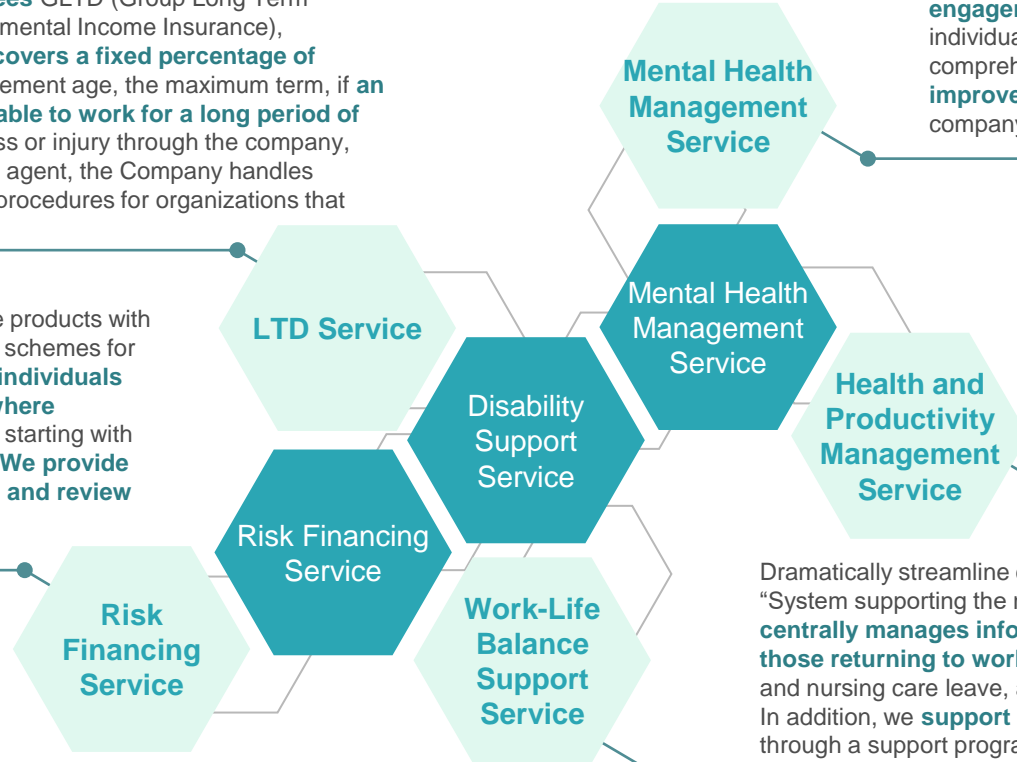 GLTD (Group Long Term
mental Income Insurance),
covers a fixed percentage of
ement age, the maximum term, if an
able to work for a long period of
ss or injury through the company,
agent, the Company handles
procedures for organizations that
individua
compreh
improve
company
Mental Health
Management
Service
LTD Service
Mental Health
Management
Service
products with
schemes for
individuals
where
starting with
We provide
and review
Disability
Support
Service
Health and
Productivity
Management
Service
Risk Financing
Service
Risk
Financing
Service
Work-Life
Balance
Support
Service
Dramatically streamline
“System supporting the
centrally manages info
those returning to work
and nursing care leave,
In addition, we support
through a support progra